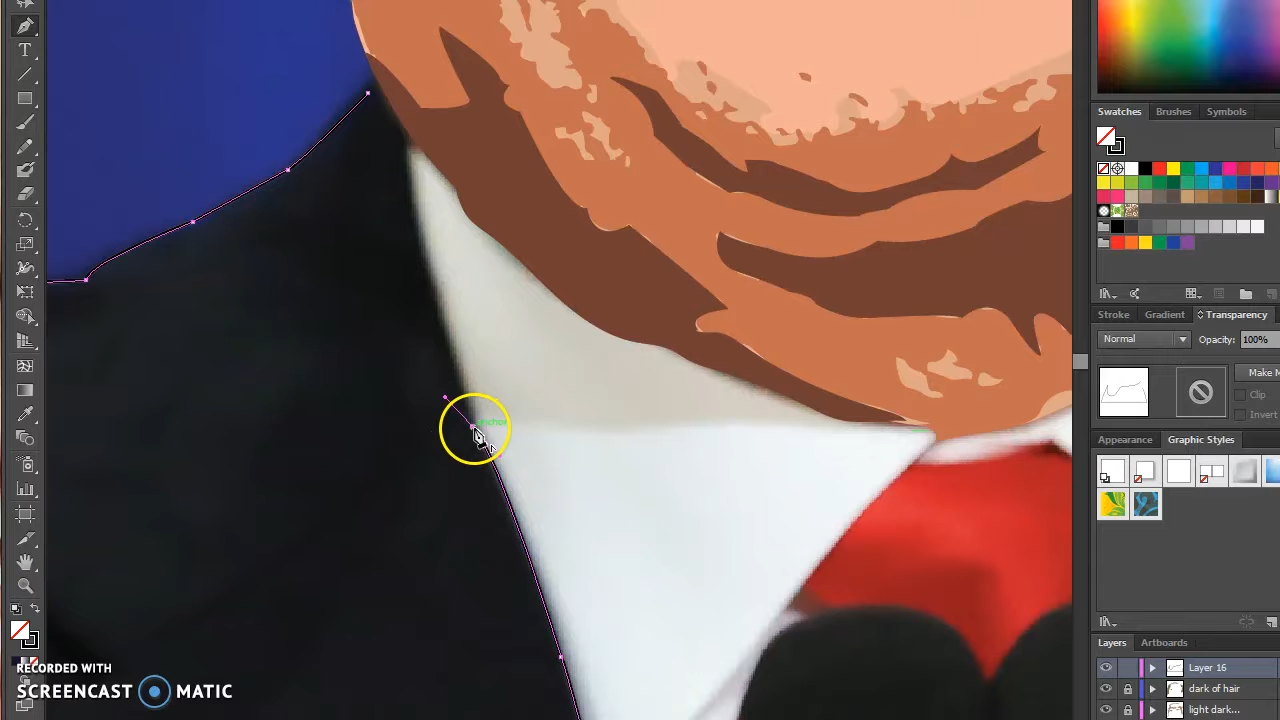 Swatches Brushes Symbols
Stroke Gradient Transparency
Normal Opacity: 100%
Make M
Clip
Invert
Appearance Graphic Styles
Layers Artboards
Layer 16
dark of hair
light dark...
anchor
T
RECORDED WITH
SCREENCAST MATIC